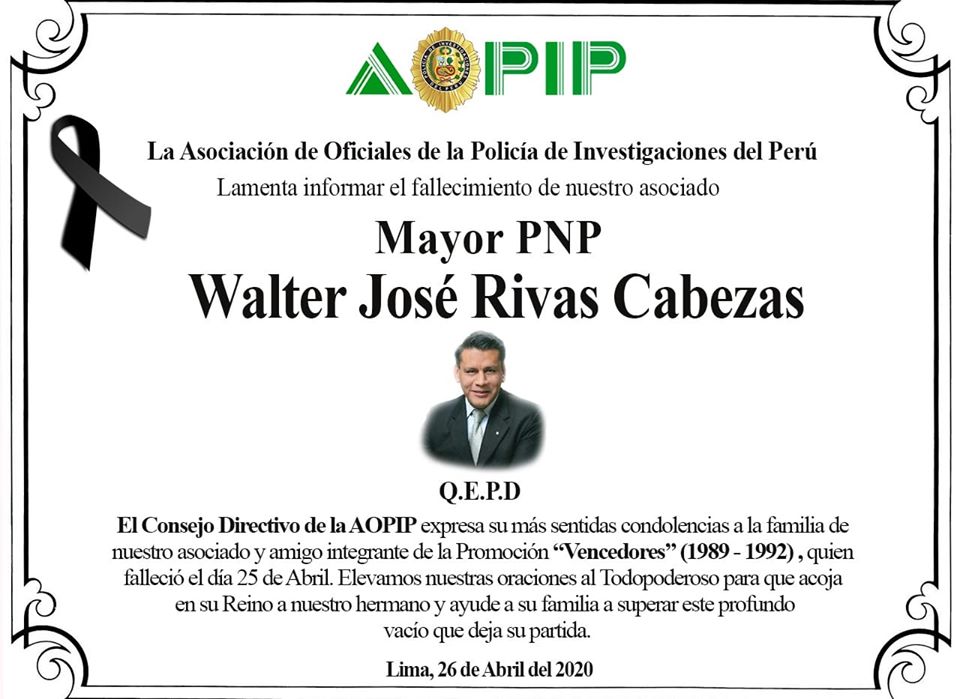 AOPIP
La Asociación de Oficiales de la Policía de Investigaciones del Perú
Lamenta informar el fallecimiento de nuestro asociado
Mayor PNP
Walter José Rivas Cabezas
Q.E.P.D
El Consejo Directivo de la AOPIP expresa su más sentidas condolencias a la familia de
nuestro asociado y amigo integrante de la Promoción “Vencedores” (1989 - 1992) , quien
falleció el día 25 de Abril. Elevamos nuestras oraciones al Todopoderoso para que acoja
en su Reino a nuestro hermano y ayude a su familia a superar este profundo
vacío que deja su partida.
Lima, 26 de Abril del 2020